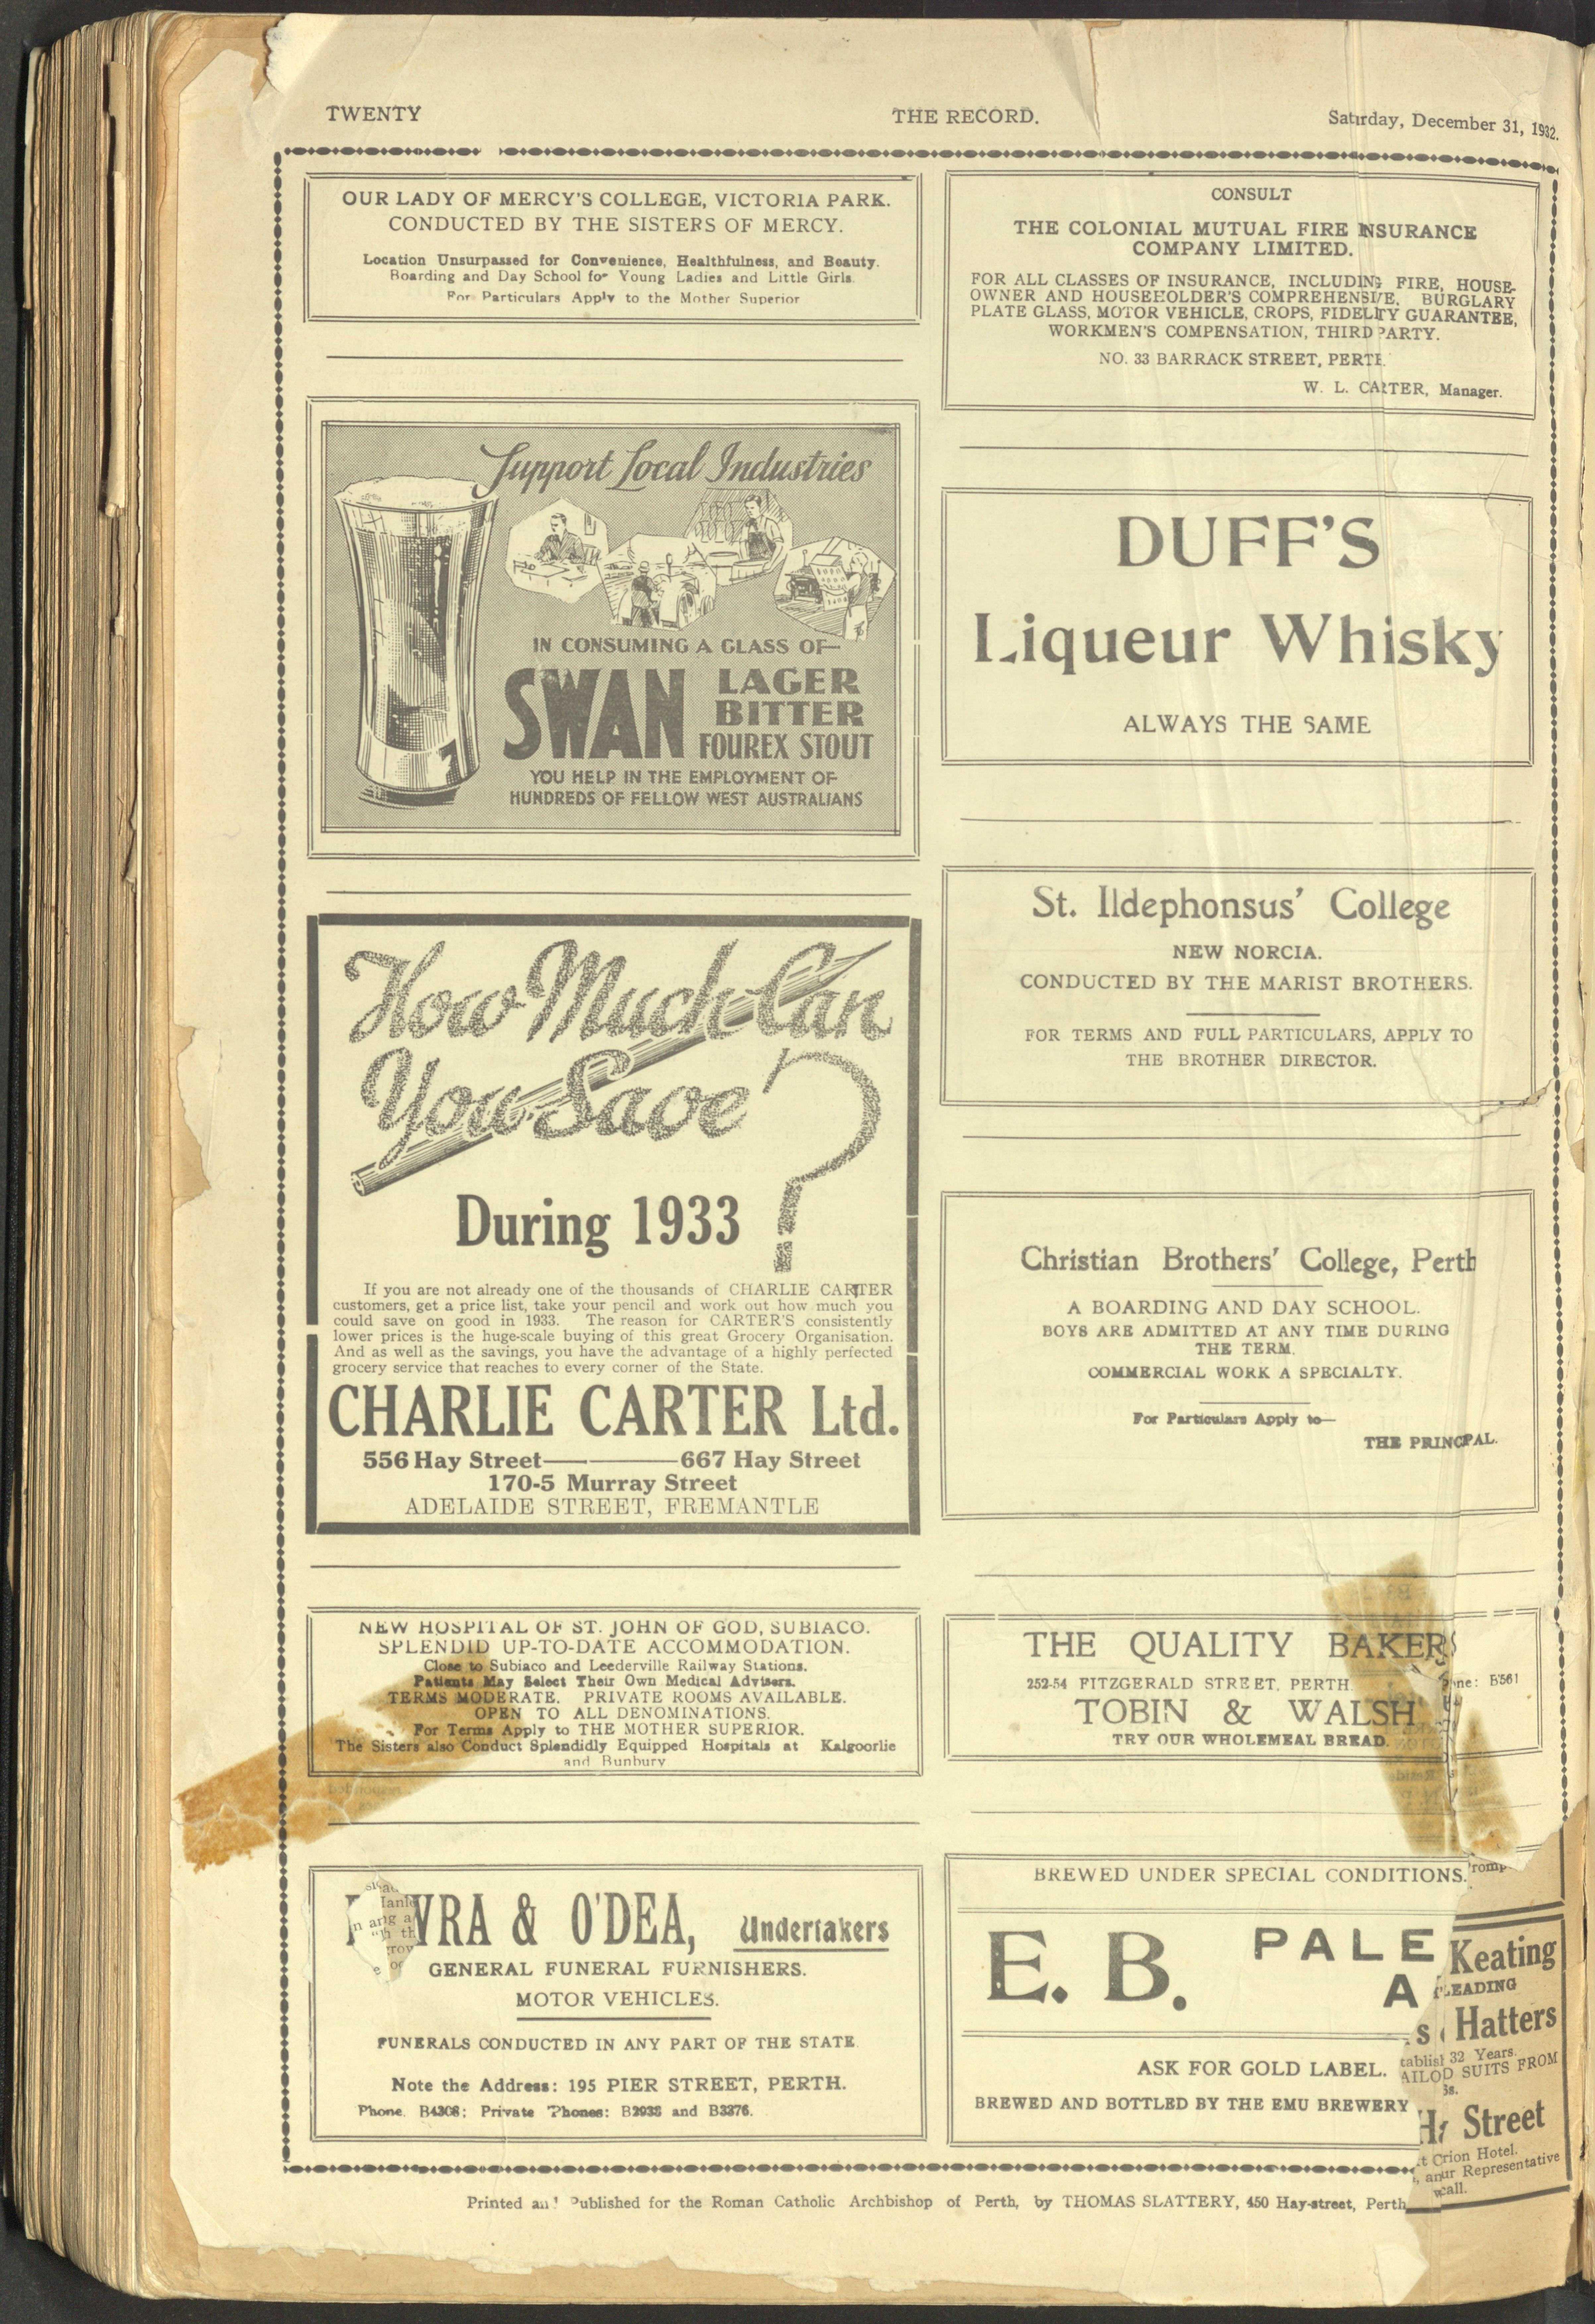 TWENTY
THE RECORD.
Saturday, December 31, 1932.
OUR LADY OF MERCY'S COLLEGE, VICTORIA PARK.
CONDUCTED BY THE SISTERS OF MERCY.
Location Unsurpassed for Convenience, Healthfulness, and Beauty.
Boarding and Day School for Young Ladies and Little Girls.
For Particulars Apply to the Mother Superior
Support Local Industries
IN CONSUMING A GLASS OF—
SWAN LAGER
BITTER
FOUREX STOUT
YOU HELP IN THE EMPLOYMENT OF
HUNDREDS OF FELLOW WEST AUSTRALIANS
How Much Can
You Save?
During 1933
If you are not already one of the thousands of CHARLIE CARTER
customers, get a price list, take your pencil and work out how much you
could save on good in 1933. The reason for CARTER'S consistently
lower prices is the huge-scale buying of this great Grocery Organisation.
And as well as the savings, you have the advantage of a highly perfected
grocery service that reaches to every corner of the State.
CHARLIE CARTER Ltd.
556 Hay Street— —667 Hay Street
170-5 Murray Street
ADELAIDE STREET, FREMANTLE
NEW HOSPITAL OF ST. JOHN OF GOD, SUBIACO.
SPLENDID UP-TO-DATE ACCOMMODATION.
Close to Subiaco and Leederville Railway Stations.
Patients May Select Their Own Medical Advisers.
TERMS MODERATE. PRIVATE ROOMS AVAILABLE.
OPEN TO ALL DENOMINATIONS.
For Terms Apply to THE MOTHER SUPERIOR.
The Sisters also Conduct Splendidly Equipped Hospitals at Kalgoorlie
and Bunbury
VRA & O'DEA, Undertakers
GENERAL FUNERAL FURNISHERS.
MOTOR VEHICLES.
FUNERALS CONDUCTED IN ANY PART OF THE STATE
Note the Address: 195 PIER STREET, PERTH.
Phone. B4308; Private Phones: B2938 and B3376.
CONSULT
THE COLONIAL MUTUAL FIRE INSURANCE
COMPANY LIMITED.
FOR ALL CLASSES OF INSURANCE, INCLUDING FIRE, HOUSE-
OWNER AND HOUSEHOLDER'S COMPREHENSIVE, BURGLARY
PLATE GLASS, MOTOR VEHICLE, CROPS, FIDELITY GUARANTEE,
WORKMEN'S COMPENSATION, THIRD PARTY.
NO. 33 BARRACK STREET, PERTH.
W. L. CARTER, Manager.
DUFF'S
Liqueur Whisky
ALWAYS THE SAME
St. Ildephonsus' College
NEW NORCIA.
CONDUCTED BY THE MARIST BROTHERS.
FOR TERMS AND FULL PARTICULARS, APPLY TO
THE BROTHER DIRECTOR.
Christian Brothers' College, Perth
A BOARDING AND DAY SCHOOL.
BOYS ARE ADMITTED AT ANY TIME DURING
THE TERM.
COMMERCIAL WORK A SPECIALTY.
For Particulars Apply to—
THE PRINCPAL.
THE QUALITY BAKERS
252-54 FITZGERALD STREET, PERTH. ne: B561
TOBIN & WALSH
TRY OUR WHOLEMEAL BREAD.
BREWED UNDER SPECIAL CONDITIONS.
E. B. PALE
A
ASK FOR GOLD LABEL.
BREWED AND BOTTLED BY THE EMU BREWERY
Keating
LEADING
Hatters
32 Years.
SUITS FROM
Street
Orion Hotel.
ur Representative
call.
Printed an Published for the Roman Catholic Archbishop of Perth, by THOMAS SLATTERY, 450 Hay-street, Perth